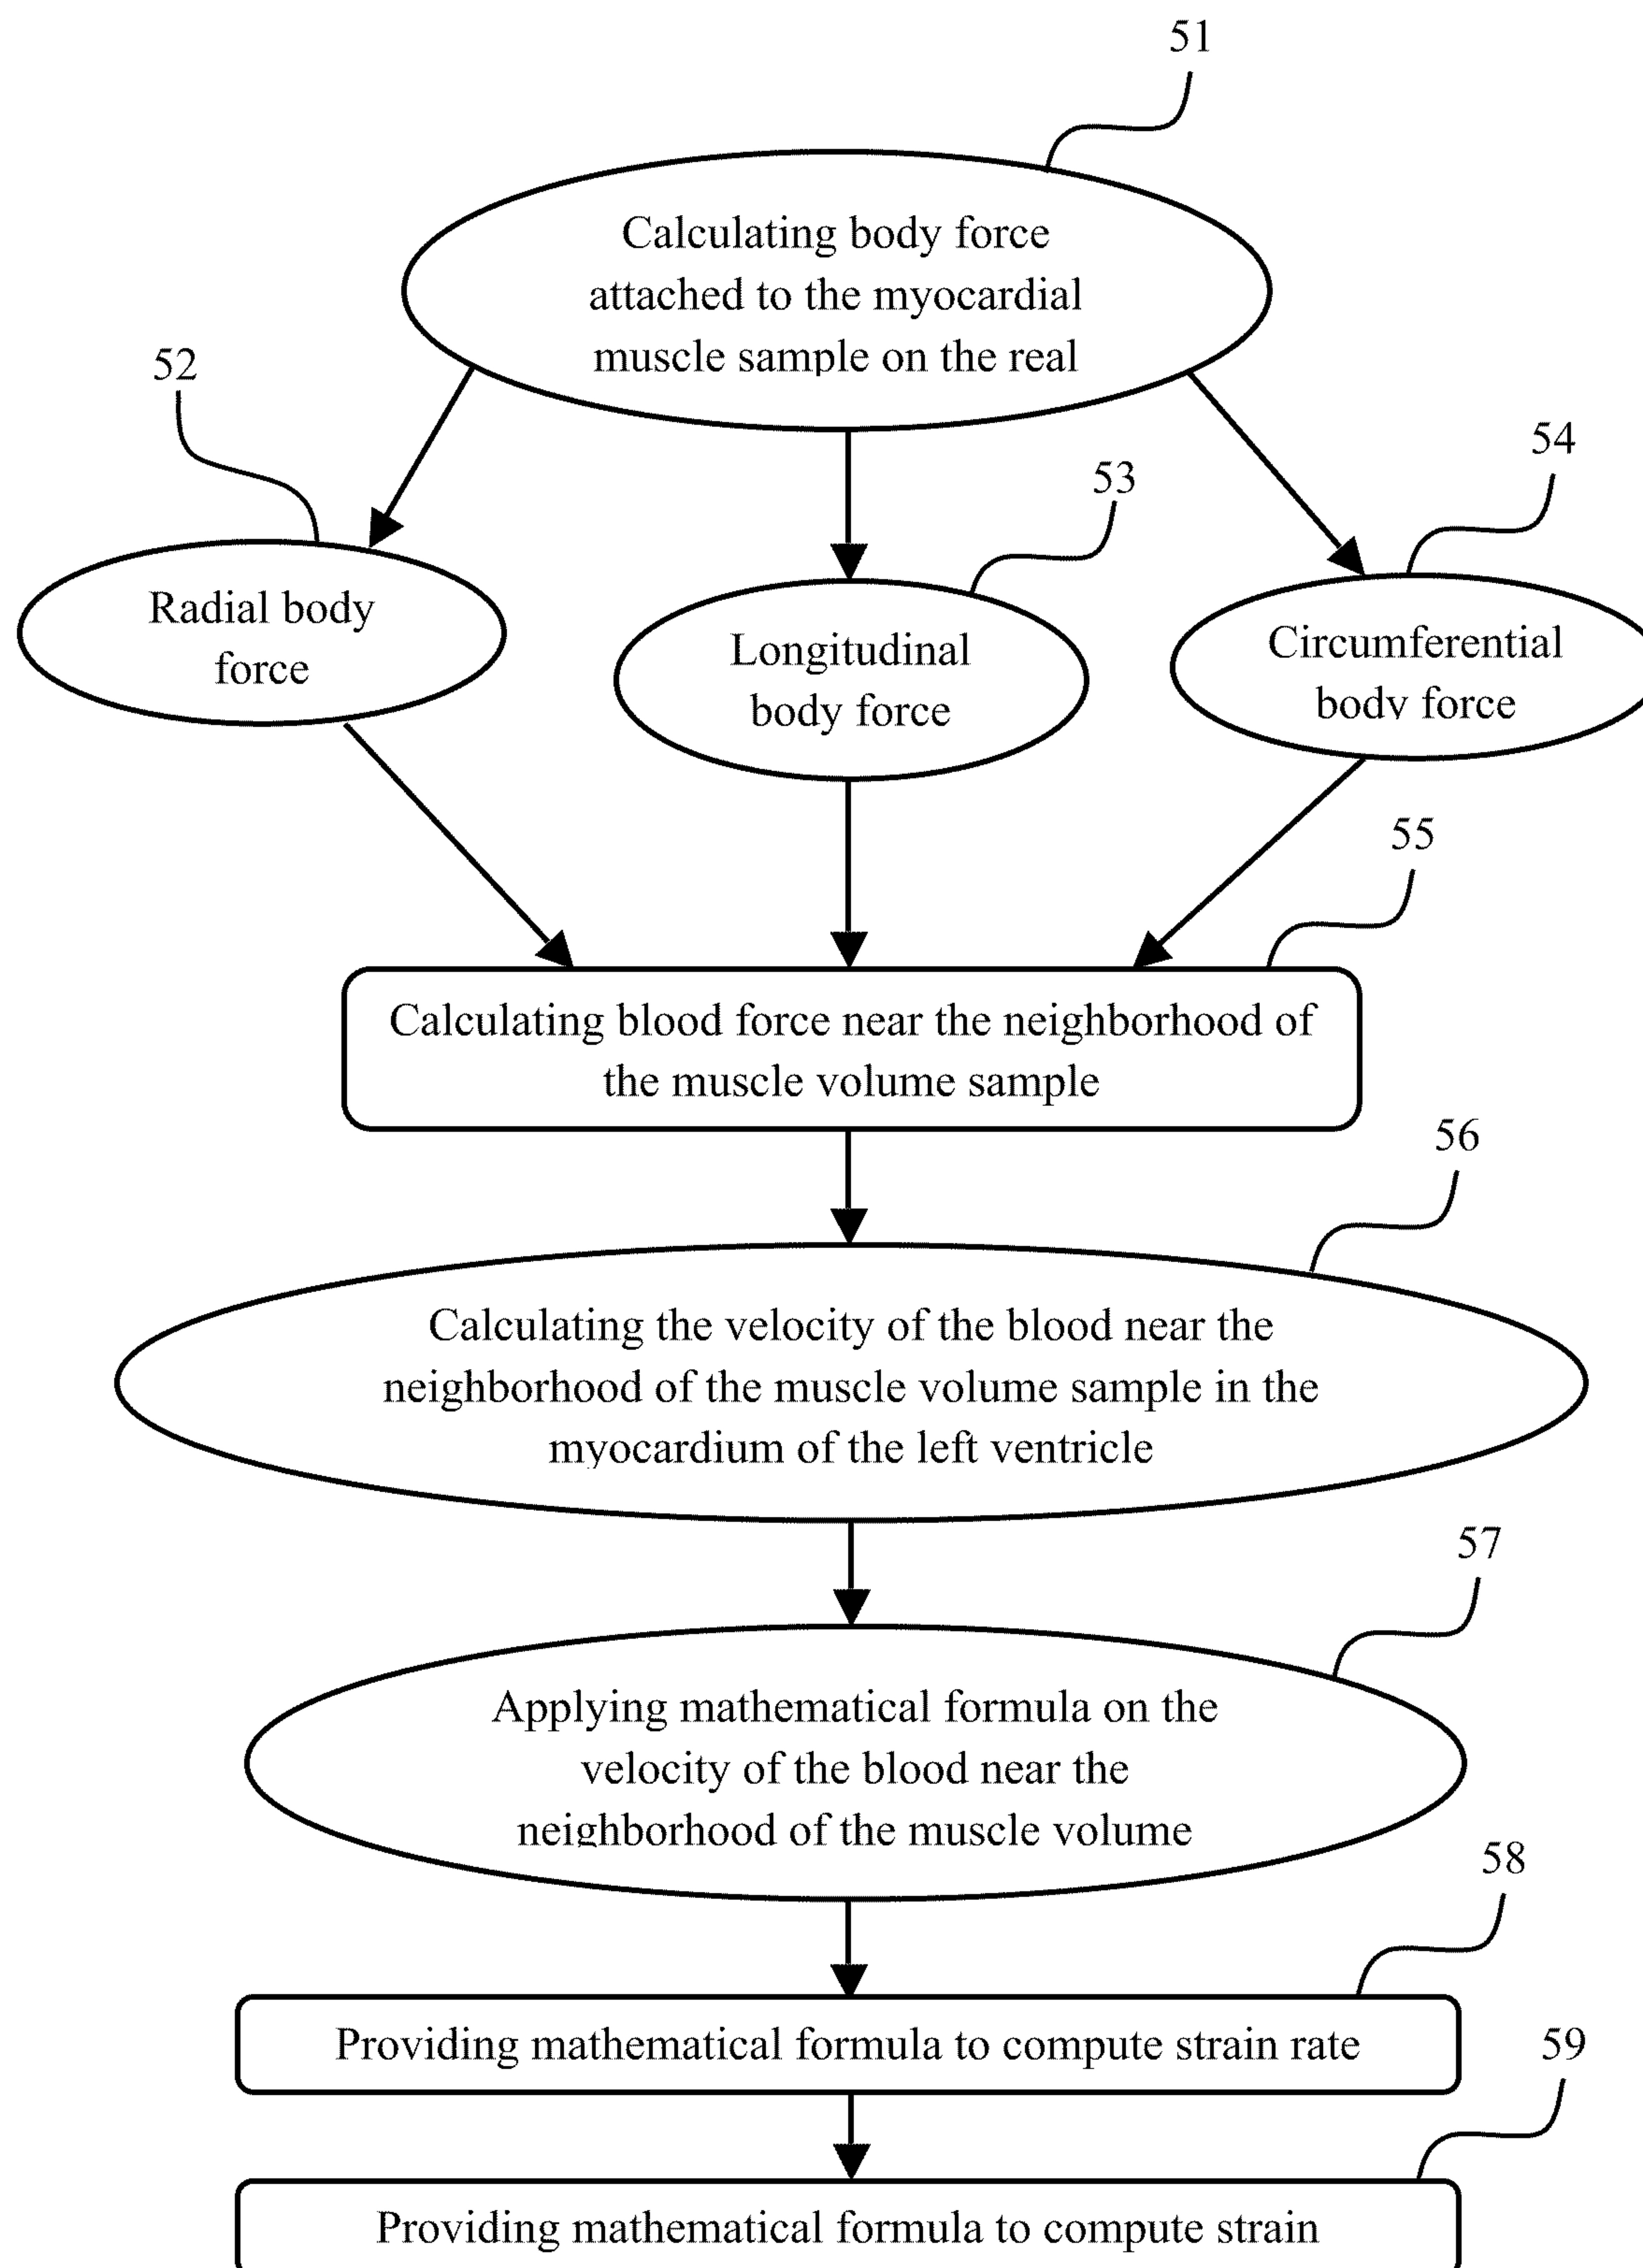 51
Calculating body force
attached to the myocardial
muscle sample on the real
52
54
53
Radial body
force
Longitudinal
body force
Circumferential
body force
55
Calculating blood force near the neighborhood of
the muscle volume sample
56
Calculating the velocity of the blood near the
neighborhood of the muscle volume sample in the
myocardium of the left ventricle
57
Applying mathematical formula on the
velocity of the blood near the
neighborhood of the muscle volume
58
Providing mathematical formula to compute strain rate
59
Providing mathematical formula to compute strain